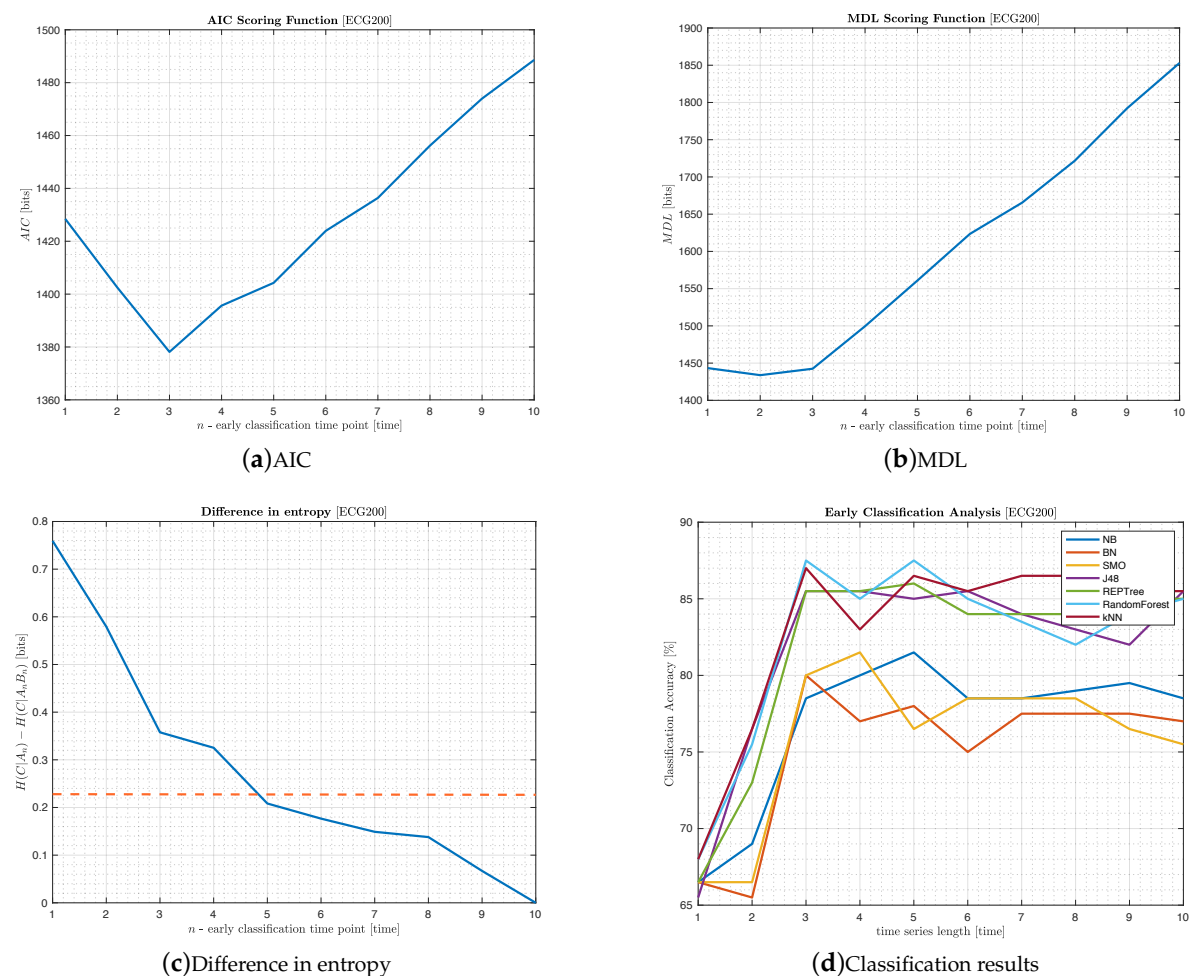 AIC Scoring Function [ECG200]
1500
1480
1460
1440
1420
1400
1380
1360
AIC [bits]
1 2 3 4 5 6 7 8 9 10
n - early classification time point [time]
(a)AIC
MDL Scoring Function [ECG200]
1900
1850
1800
1750
1700
1650
1600
1550
1500
1450
1400
MDL [bits]
1 2 3 4 5 6 7 8 9 10
n - early classification time point [time]
(b)MDL
Difference in entropy [ECG200]
0.8
0.7
0.6
0.5
0.4
0.3
0.2
0.1
0
H(C|A_n) − H(C|A_nB_n) [bits]
1 2 3 4 5 6 7 8 9 10
n - early classification time point [time]
(c)Difference in entropy
Early Classification Analysis [ECG200]
90
85
80
75
70
65
Classification Accuracy [%]
NB
BN
SMO
J48
REPTree
RandomForest
kNN
1 2 3 4 5 6 7 8 9 10
time series length [time]
(d)Classification results